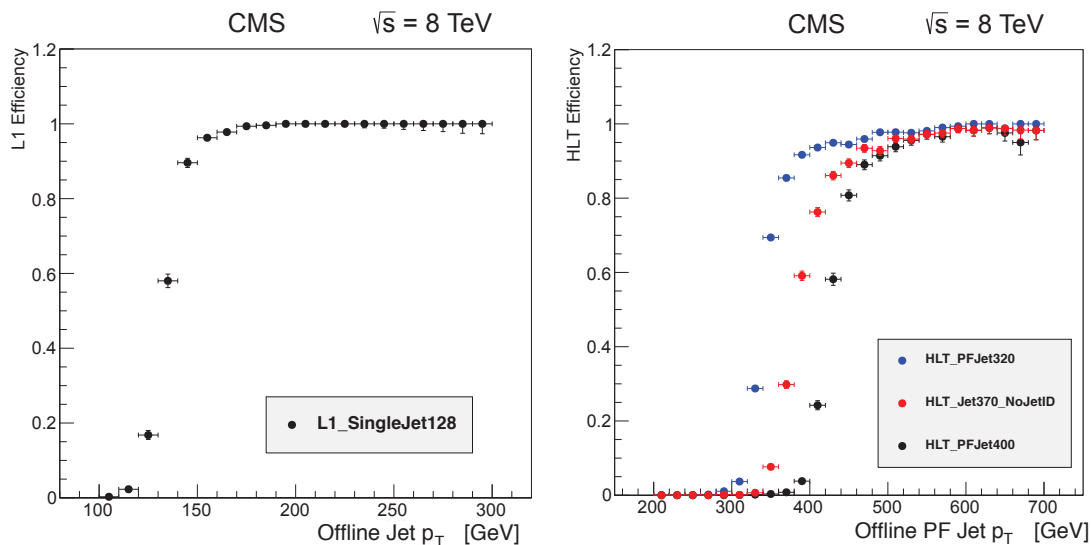 CMS √s = 8 TeV
L1 Efficiency
1.2
1
0.8
0.6
0.4
0.2
0
L1_SingleJet128
100 150 200 250 300
Offline Jet p_T [GeV]
CMS √s = 8 TeV
HLT Efficiency
1.2
1
0.8
0.6
0.4
0.2
0
HLT_PFJet320
HLT_Jet370_NoJetID
HLT_PFJet400
200 300 400 500 600 700
Offline PF Jet p_T [GeV]